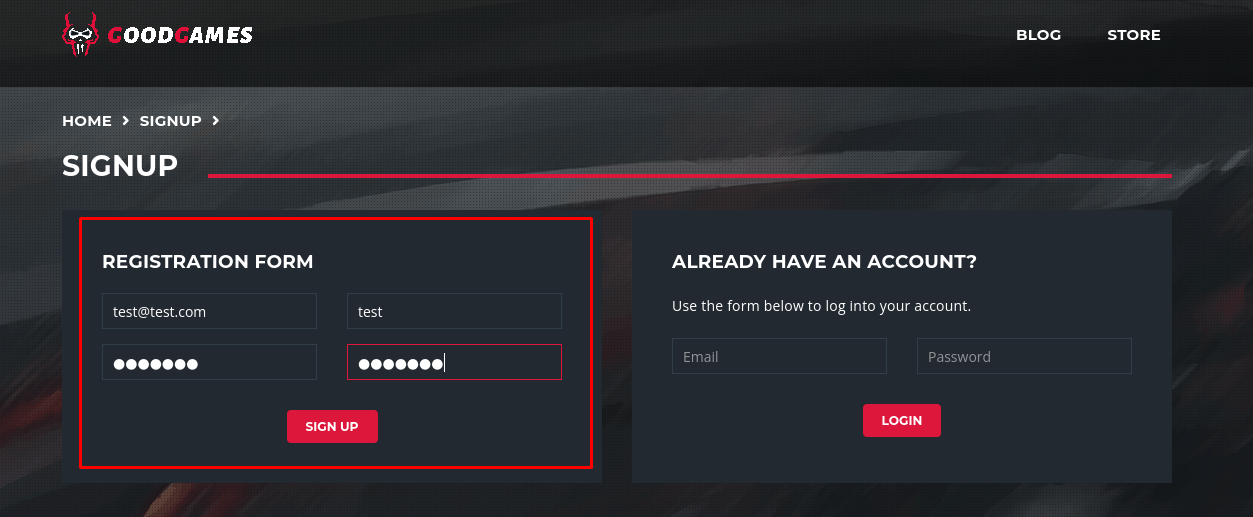 GOODGAMES
BLOG STORE
HOME SIGNUP
SIGNUP
REGISTRATION FORM
test@test.com test
●●●●●●● ●●●●●●●
SIGN UP
ALREADY HAVE AN ACCOUNT?
Use the form below to log into your account.
Email Password
LOGIN